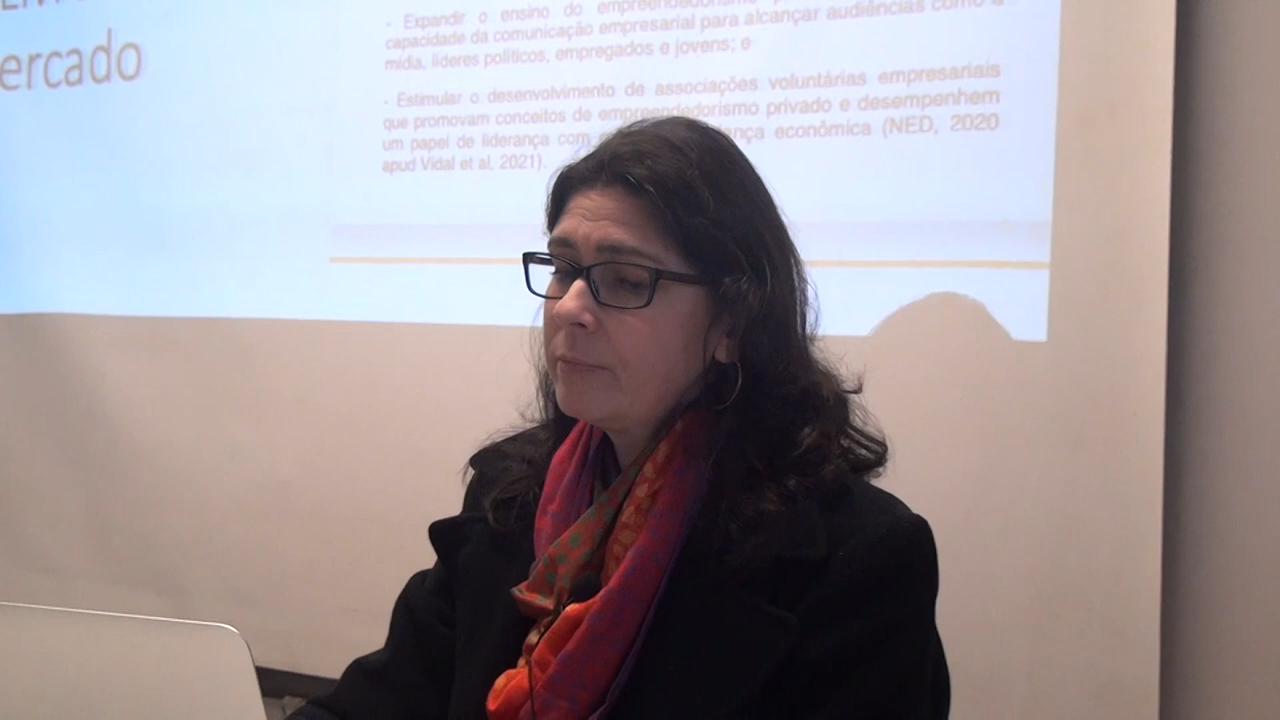 ercado
- Expandir o ensino do empreendedorismo
capacidade da comunicação empresarial para alcançar audiências como a
mídia, líderes políticos, empregados e jovens; e
- Estimular o desenvolvimento de associações voluntárias empresariais
que promovam conceitos de empreendedorismo privado e desempenhem
um papel de liderança com ança econômica (NED, 2020
apud Vidal et al, 2021).